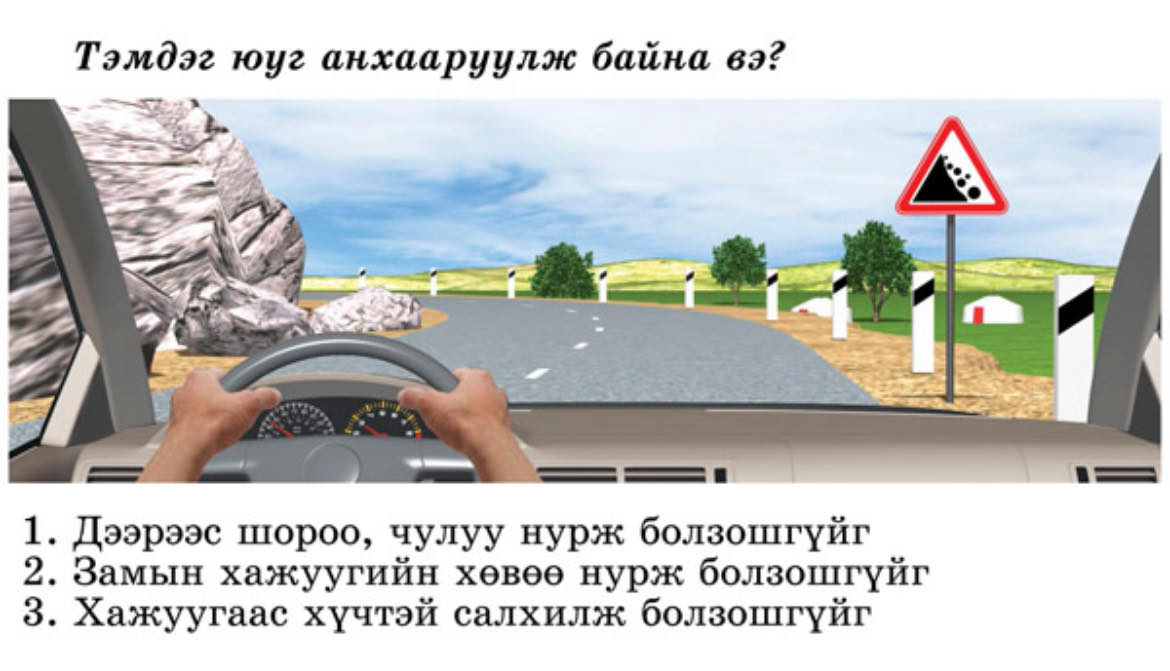 Тэмдэг юуг анхааруулж байна вэ?
1. Дээрээс шороо, чулуу нурж болзошгүйг
2. Замын хажуугийн хөвөө нурж болзошгүйг
3. Хажуугаас хүчтэй салхилж болзошгүйг